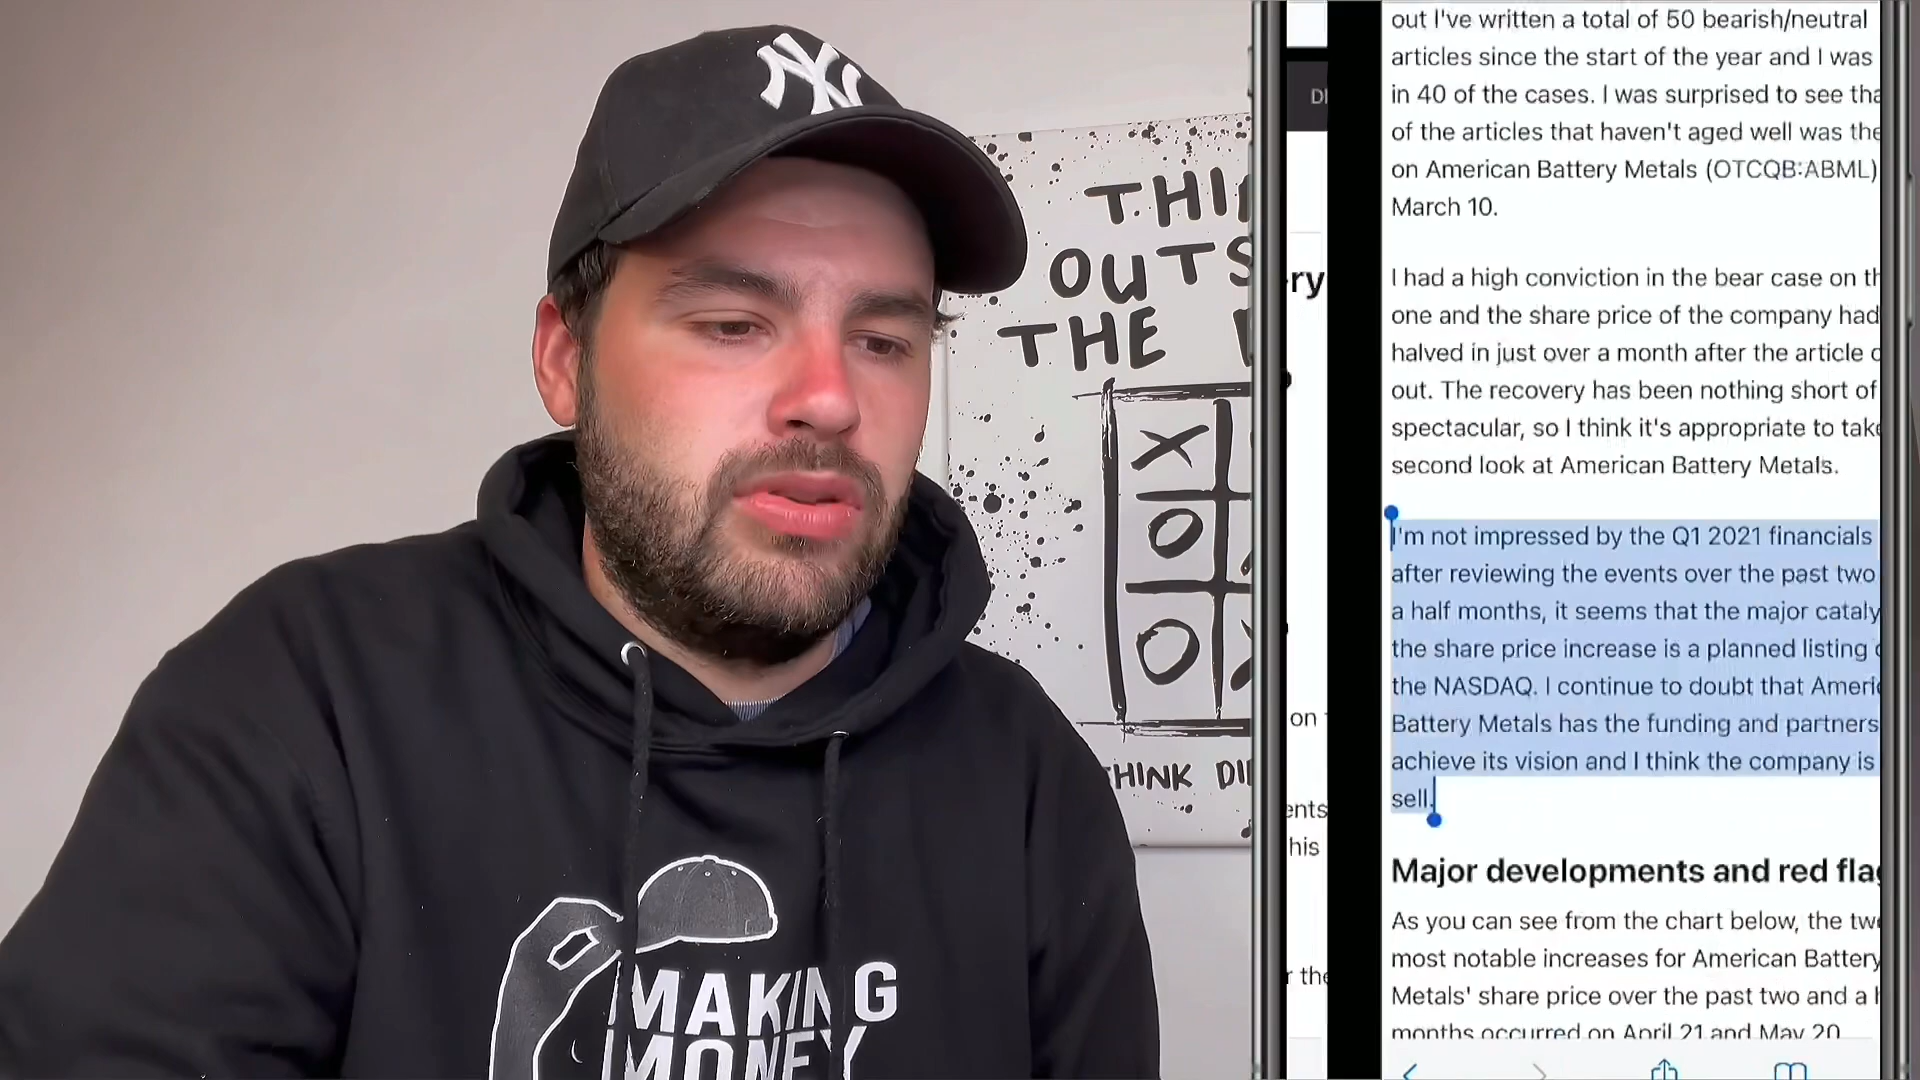 NY
THI
OUTS
THE
X
O
O
THINK DI
MAKING
MONEY
ry
on
ents
his
r the
out I've written a total of 50 bearish/neutral
articles since the start of the year and I was
in 40 of the cases. I was surprised to see tha
of the articles that haven't aged well was the
on American Battery Metals (OTCQB:ABML)
March 10.
I had a high conviction in the bear case on th
one and the share price of the company had
halved in just over a month after the article
out. The recovery has been nothing short of
spectacular, so I think it's appropriate to take
second look at American Battery Metals.
I'm not impressed by the Q1 2021 financials
after reviewing the events over the past two
a half months, it seems that the major cataly
the share price increase is a planned listing
the NASDAQ. I continue to doubt that Ameri
Battery Metals has the funding and partners
achieve its vision and I think the company is
sell.
Major developments and red flag
As you can see from the chart below, the tw
most notable increases for American Battery
Metals' share price over the past two and a h
months occurred on April 21 and May 20